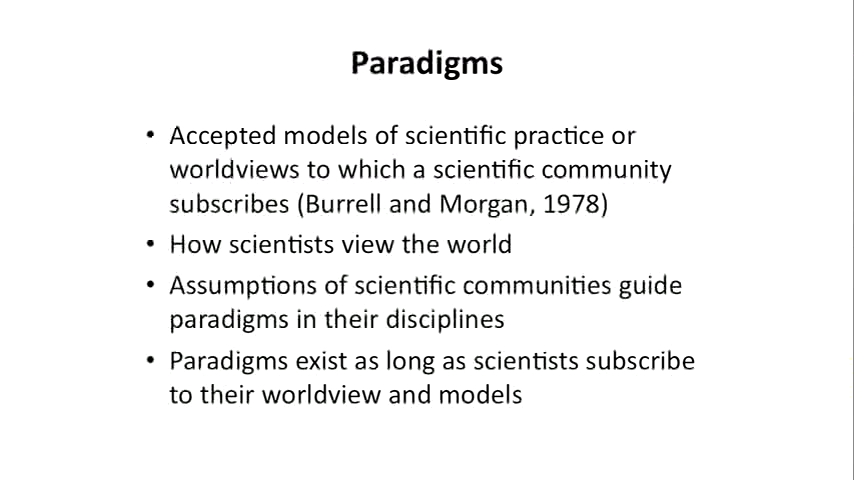 Paradigms
• Accepted models of scientific practice or
worldviews to which a scientific community
subscribes (Burrell and Morgan, 1978)
• How scientists view the world
• Assumptions of scientific communities guide
paradigms in their disciplines
• Paradigms exist as long as scientists subscribe
to their worldview and models